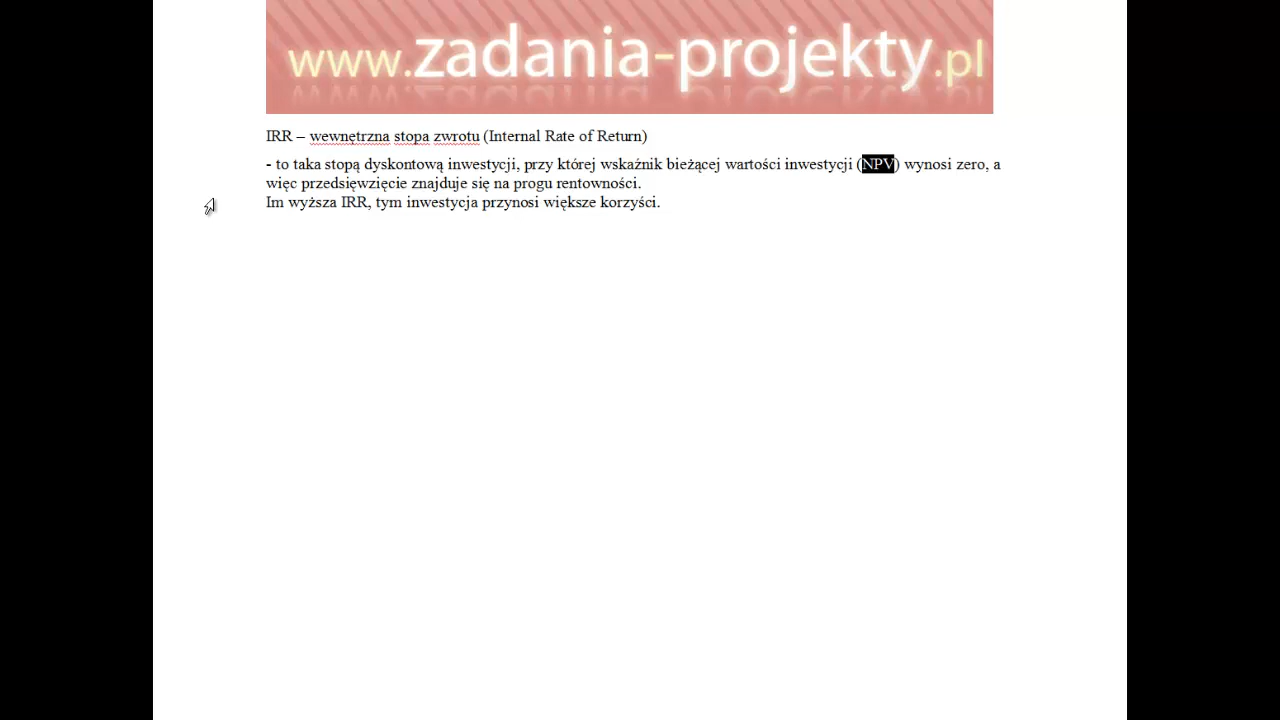 www.zadania-projekty.pl
IRR – wewnętrzna stopa zwrotu (Internal Rate of Return)
- to taka stopą dyskontową inwestycji, przy której wskaźnik bieżącej wartości inwestycji (NPV) wynosi zero, a
więc przedsięwzięcie znajduje się na progu rentowności.
Im wyższa IRR, tym inwestycja przynosi większe korzyści.